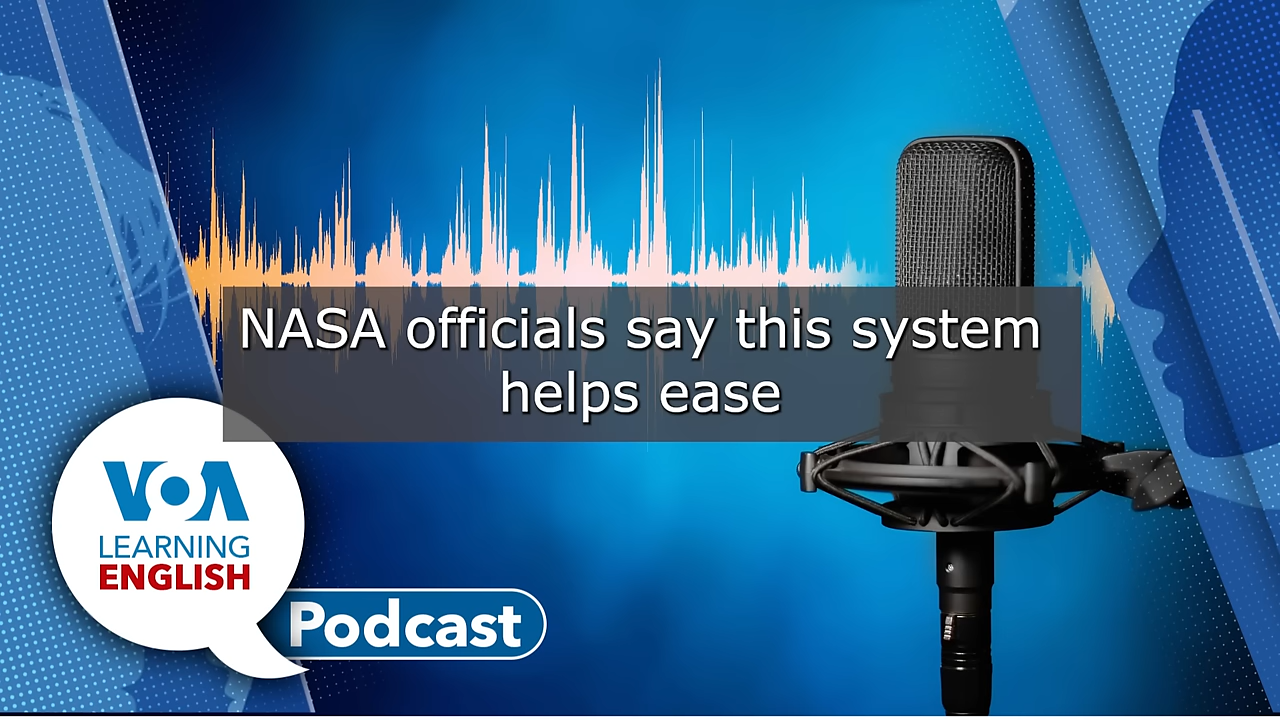 NASA officials say this system
helps ease
VOA
LEARNING
ENGLISH
Podcast